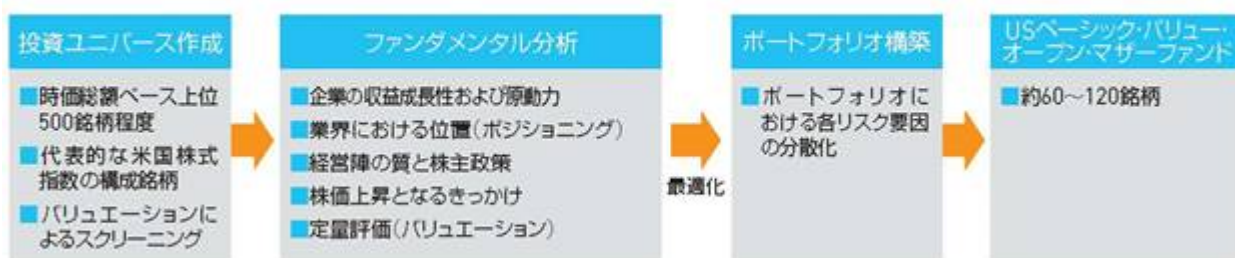 投資ユニバース作成
■時価総額ベース上位
500銘柄程度
■代表的な米国株式
指数の構成銘柄
■バリュエーションに
よるスクリーニング
ファンダメンタル分析
■企業の収益成長性および原動力
■業界における位置(ポジショニング)
■経営陣の質と株主政策
■株価上昇となるきっかけ
■定量評価(バリュエーション)
最適化
ポートフォリオ構築
■ポートフォリオに
おける各リスク要因
の分散化
USベーシック・バリュー・
オープン・マザーファンド
■約60〜120銘柄